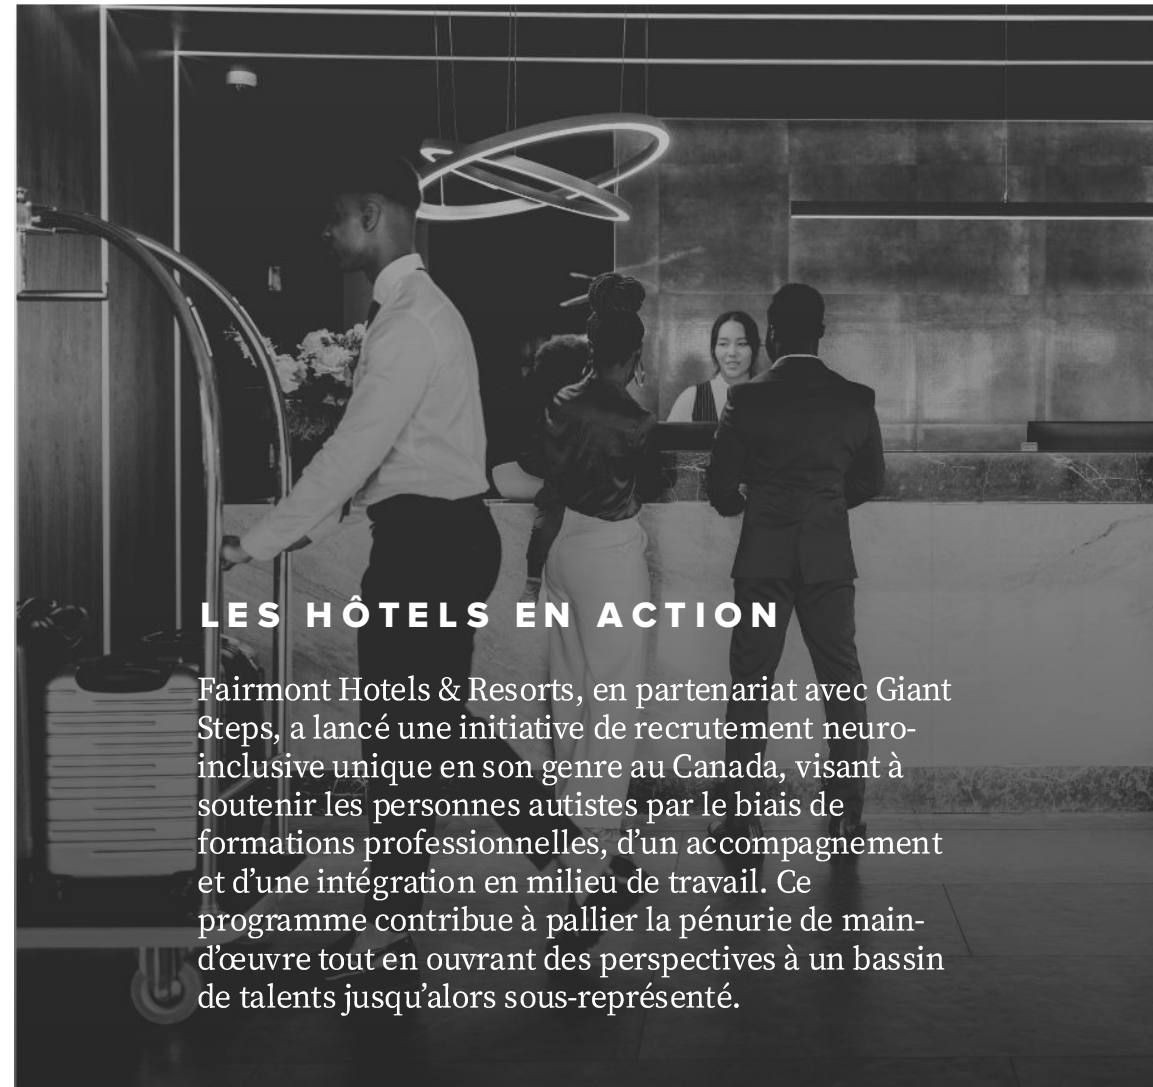 LES HÔTELS EN ACTION
Fairmont Hotels & Resorts, en partenariat avec Giant
Steps, a lancé une initiative de recrutement neuro-
inclusive unique en son genre au Canada, visant à
soutenir les personnes autistes par le biais de
formations professionnelles, d’un accompagnement
et d’une intégration en milieu de travail. Ce
programme contribue à pallier la pénurie de main-
d’œuvre tout en ouvrant des perspectives à un bassin
de talents jusqu’alors sous-représenté.